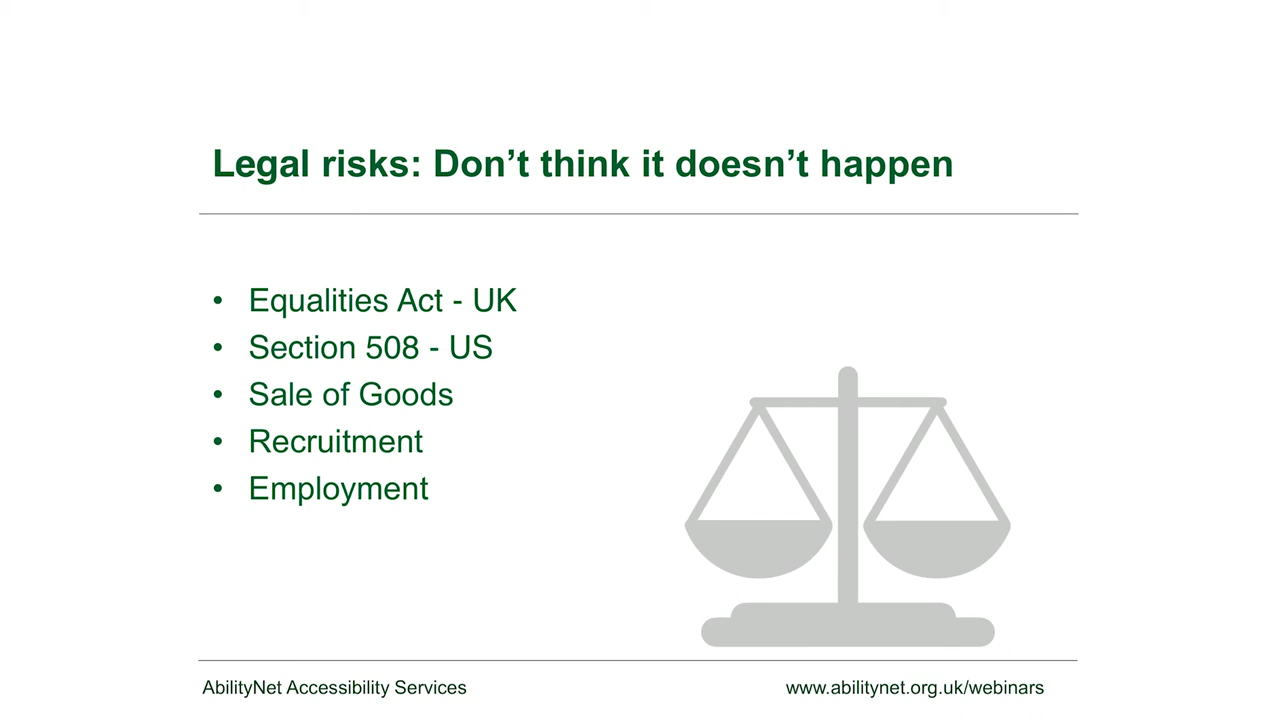 Legal risks: Don’t think it doesn’t happen
• Equalities Act - UK
• Section 508 - US
• Sale of Goods
• Recruitment
• Employment
AbilityNet Accessibility Services
www.abilitynet.org.uk/webinars